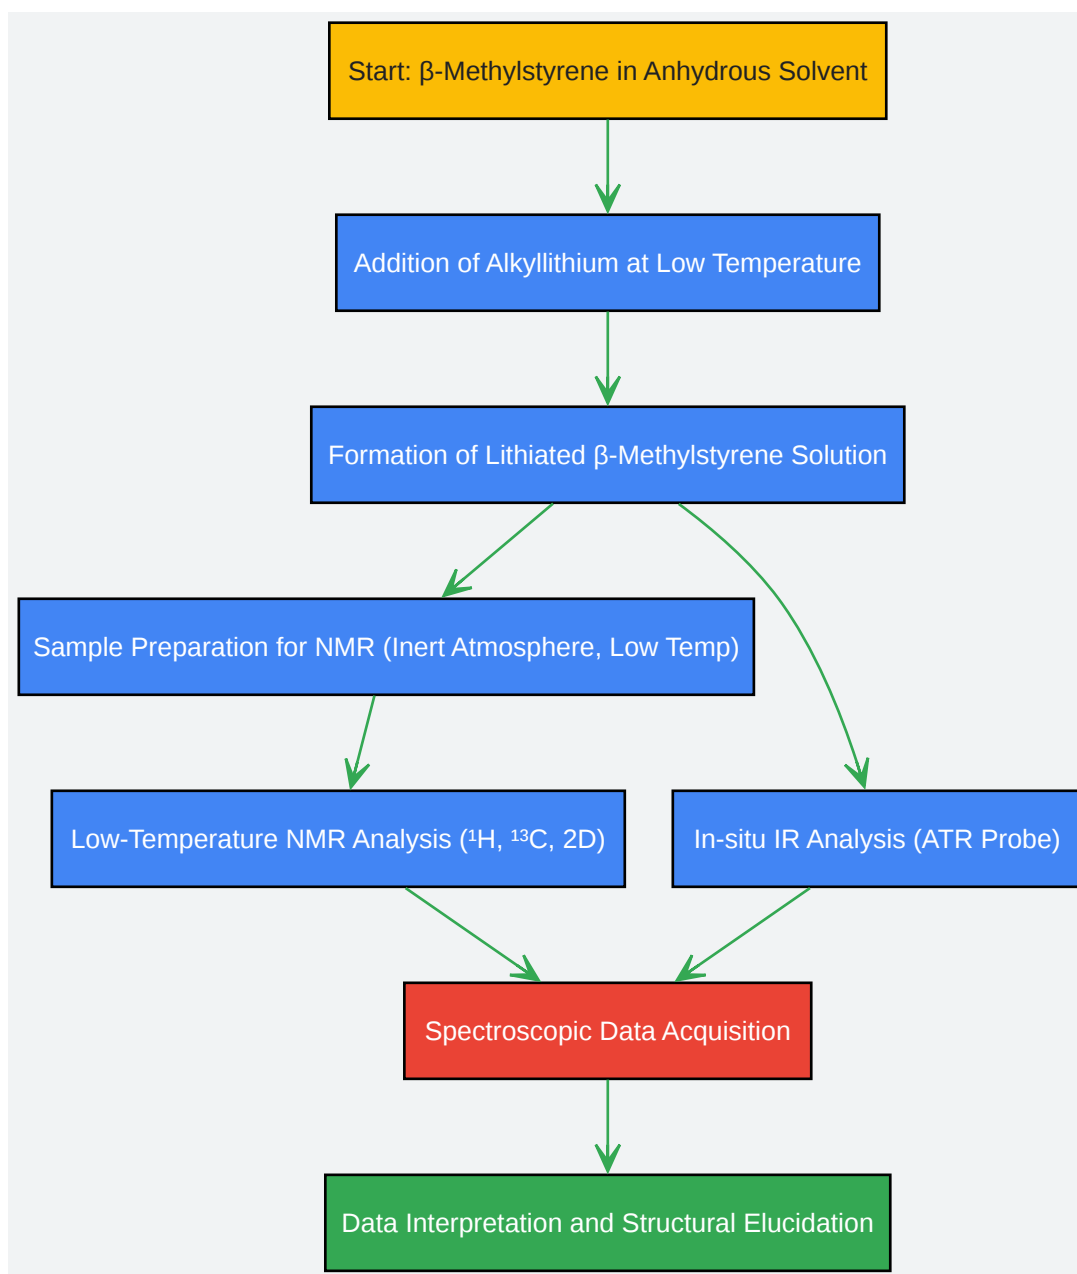 Start: β-Methylstyrene in Anhydrous Solvent
Addition of Alkyllithium at Low Temperature
Formation of Lithiated β-Methylstyrene Solution
Sample Preparation for NMR (Inert Atmosphere, Low Temp)
Low-Temperature NMR Analysis (¹H, ¹³C, 2D)
In-situ IR Analysis (ATR Probe)
Spectroscopic Data Acquisition
Data Interpretation and Structural Elucidation